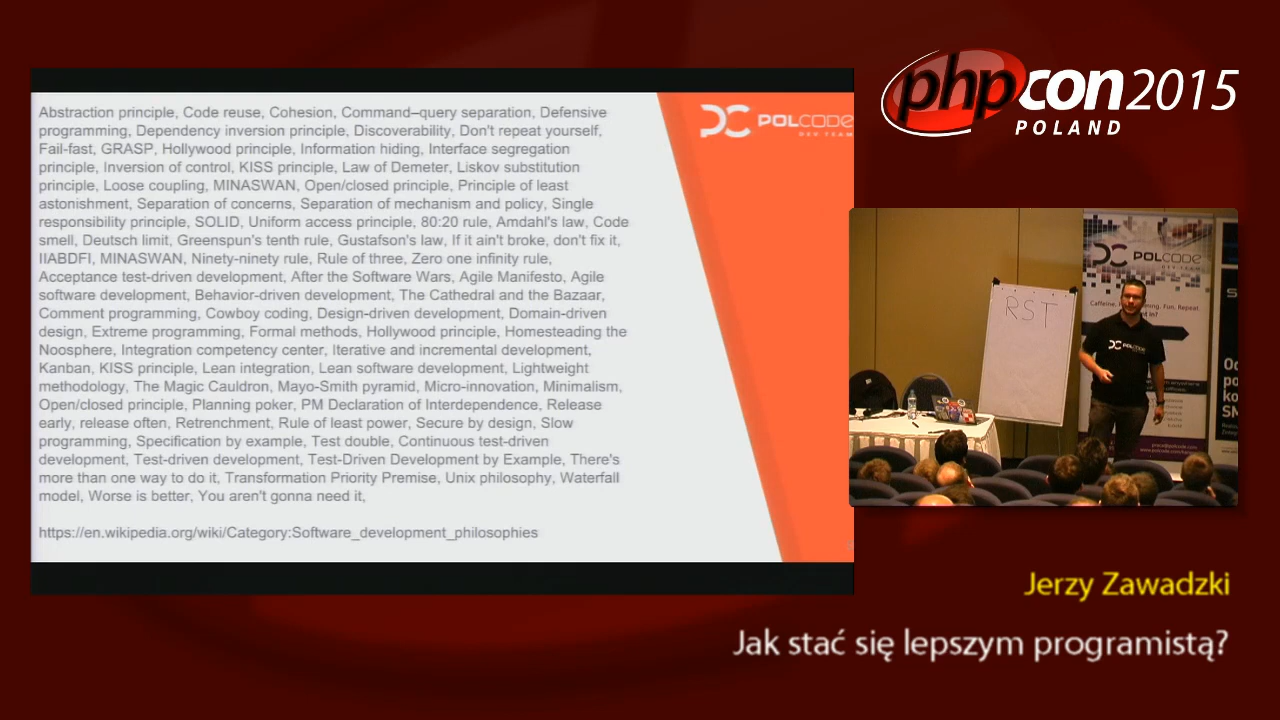 Abstraction principle, Code reuse, Cohesion, Command–query separation, Defensive
programming, Dependency inversion principle, Discoverability, Don't repeat yourself,
Fail-fast, GRASP, Hollywood principle, Information hiding, Interface segregation
principle, Inversion of control, KISS principle, Law of Demeter, Liskov substitution
principle, Loose coupling, MINASWAN, Open/closed principle, Principle of least
astonishment, Separation of concerns, Separation of mechanism and policy, Single
responsibility principle, SOLID, Uniform access principle, 80:20 rule, Amdahl's law, Code
smell, Deutsch limit, Greenspun's tenth rule, Gustafson's law, If it ain't broke, don't fix it,
IIABDFI, MINASWAN, Ninety-ninety rule, Rule of three, Zero one infinity rule,
Acceptance test-driven development, After the Software Wars, Agile Manifesto, Agile
software development, Behavior-driven development, The Cathedral and the Bazaar,
Comment programming, Cowboy coding, Design-driven development, Domain-driven
design, Extreme programming, Formal methods, Hollywood principle, Homesteading the
Noosphere, Integration competency center, Iterative and incremental development,
Kanban, KISS principle, Lean integration, Lean software development, Lightweight
methodology, The Magic Cauldron, Mayo-Smith pyramid, Micro-innovation, Minimalism,
Open/closed principle, Planning poker, PM Declaration of Interdependence, Release
early, release often, Retrenchment, Rule of least power, Secure by design, Slow
programming, Specification by example, Test double, Continuous test-driven
development, Test-driven development, Test-Driven Development by Example, There's
more than one way to do it, Transformation Priority Premise, Unix philosophy, Waterfall
model, Worse is better, You aren't gonna need it,
https://en.wikipedia.org/wiki/Category:Software_development_philosophies
POLCODE
DEV TEAM
phpcon2015
POLAND
RST
POLCODE
DEV TEAM
Caffeine, Fun. Repeat.
POLCODE
Jerzy Zawadzki
Jak stać się lepszym programistą?